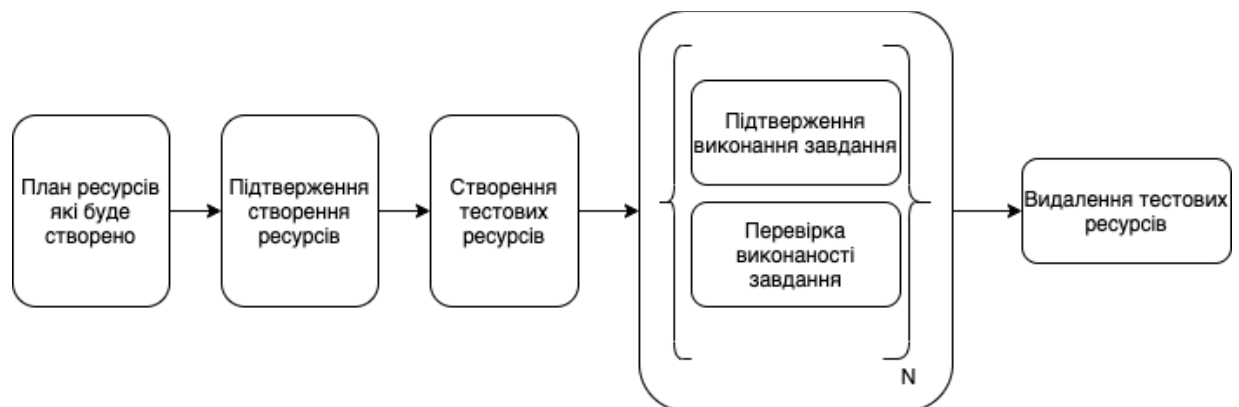 План ресурсів
які буде
створено
Підтверження
створення
ресурсів
Створення
тестових
ресурсів
Підтверження
виконання завдання
Перевірка
виконаності
завдання
N
Видалення тестових
ресурсів